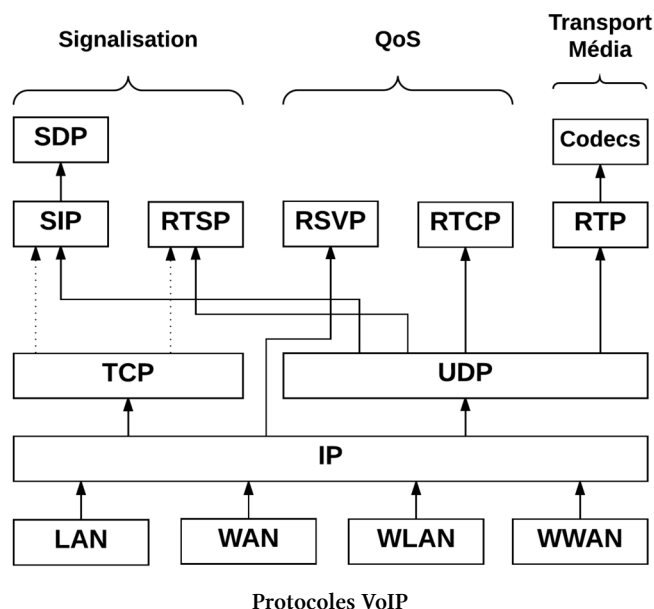 Signalisation
QoS
Transport
Média
SDP
Codecs
SIP
RTSP
RSVP
RTCP
RTP
TCP
UDP
IP
LAN
WAN
WLAN
WWAN
Protocoles VoIP